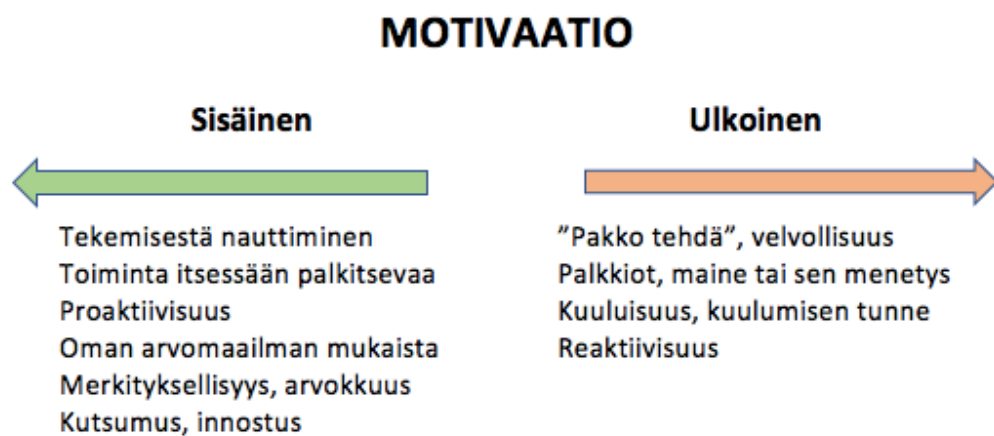 MOTIVAATIO
Sisäinen
Ulkoinen
Tekemisestä nauttiminen
Toiminta itsessään palkitsevaa
Proaktiivisuus
Oman arvomaailman mukaista
Merkityksellisyys, arvokkuus
Kutsumus, innostus
”Pakko tehdä”, velvollisuus
Palkkiot, maine tai sen menetys
Kuuluisuus, kuulumisen tunne
Reaktiivisuus